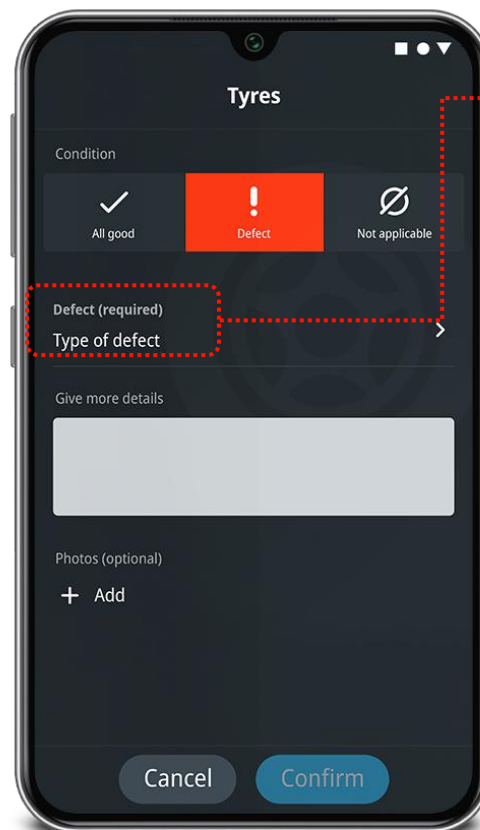 Tyres
Condition
All good
Defect
Not applicable
Defect (required)
Type of defect
Give more details
Photos (optional)
+ Add
Cancel
Confirm